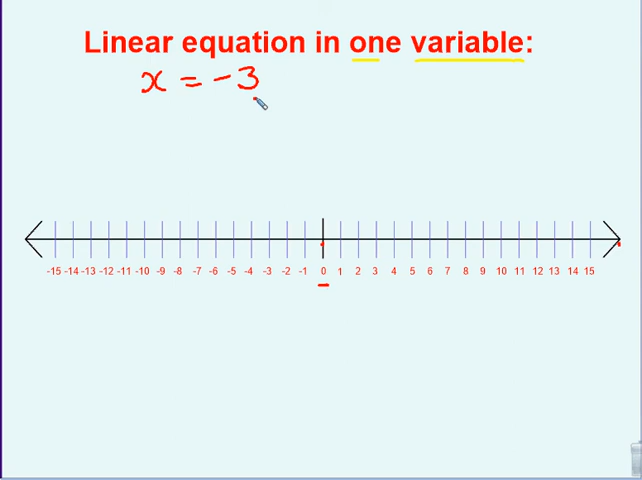 Linear equation in one variable:
x = -3
-15 -14 -13 -12 -11 -10 -9 -8 -7 -6 -5 -4 -3 -2 -1 0 1 2 3 4 5 6 7 8 9 10 11 12 13 14 15